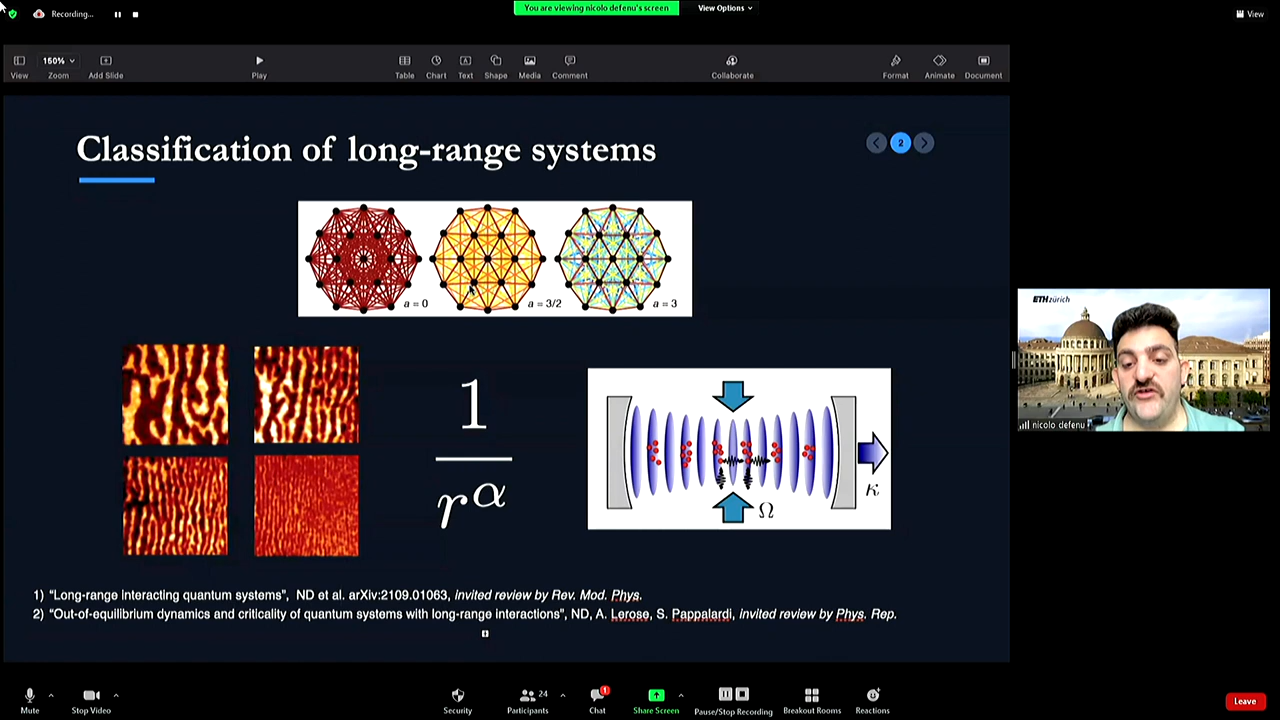 Recording...
You are viewing nicolo defenu's screen
View Options
View
View
150%
Zoom
Add Slide
Play
Table
Chart
Text
Shape
Media
Comment
Collaborate
Format
Animate
Document
Classification of long-range systems
2
a = 0
a = 3/2
a = 3
1
r^α
Ω
κ
ETH zürich
nicolo defenu
1) "Long-range interacting quantum systems", ND et al. arXiv:2109.01063, invited review by Rev. Mod. Phys.
2) "Out-of-equilibrium dynamics and criticality of quantum systems with long-range interactions", ND, A. Lerose, S. Pappalardi, invited review by Phys. Rep.
Mute
Stop Video
Security
Participants
24
Chat
1
Share Screen
Pause/Stop Recording
Breakout Rooms
Reactions
Leave